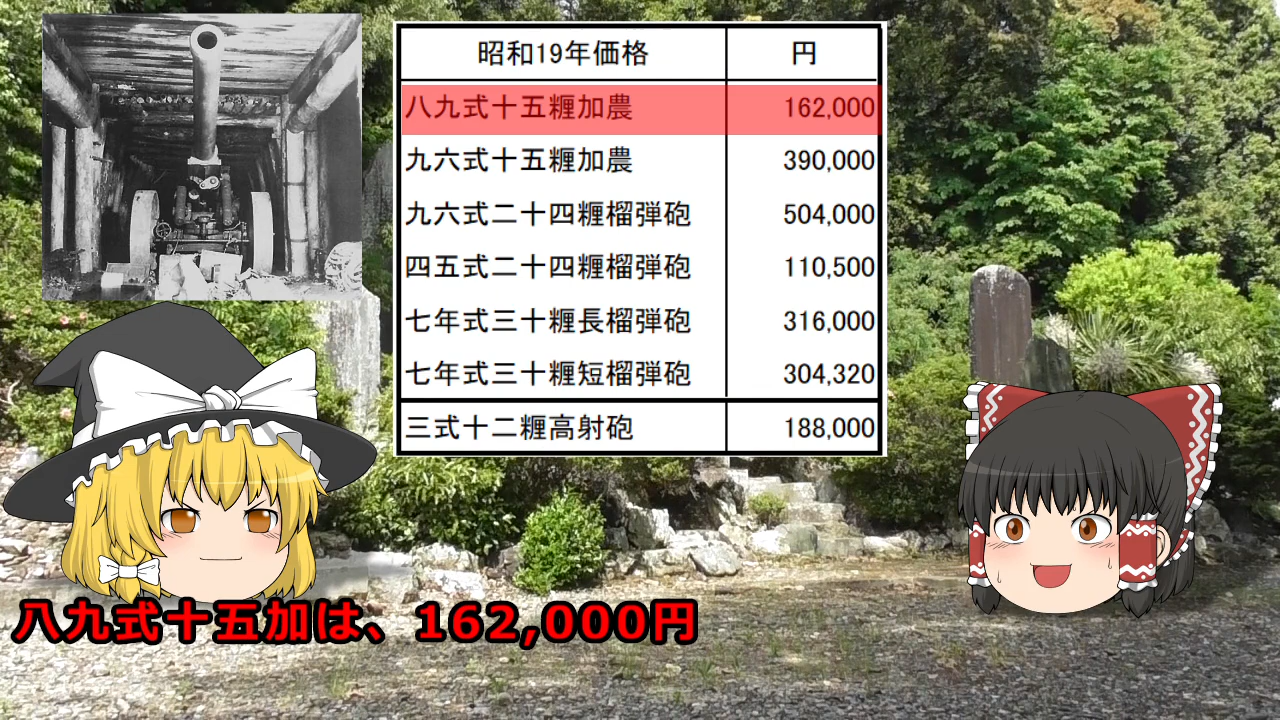 昭和19年価格 円
八九式十五糎加農 162,000
九六式十五糎加農 390,000
九六式二十四糎榴弾砲 504,000
四五式二十四糎榴弾砲 110,500
七年式三十糎長榴弾砲 316,000
七年式三十糎短榴弾砲 304,320
三式十二糎高射砲 188,000
八九式十五加は、162,000円